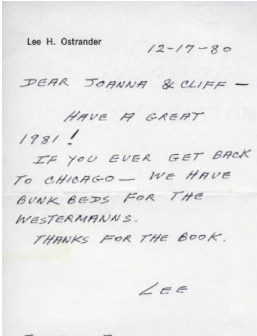 Lee H. Ostrander
12-17-80
DEAR JOANNA & CLIFF —
HAVE A GREAT
1981!
IF YOU EVER GET BACK
TO CHICAGO — WE HAVE
BUNK BEDS FOR THE
WESTERMANNS.
THANKS FOR THE BOOK.
LEE